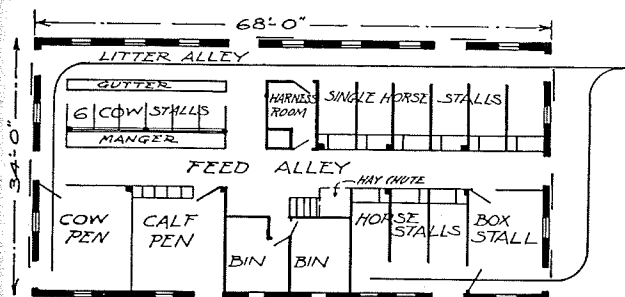 68'-0"
LITTER ALLEY
GUTTER
6 COW STALLS
MANGER
HARNESS
ROOM
SINGLE HORSE STALLS
34'-0"
FEED ALLEY
HAY CHUTE
COW
PEN
CALF
PEN
BIN
BIN
HORSE
STALLS
BOX
STALL